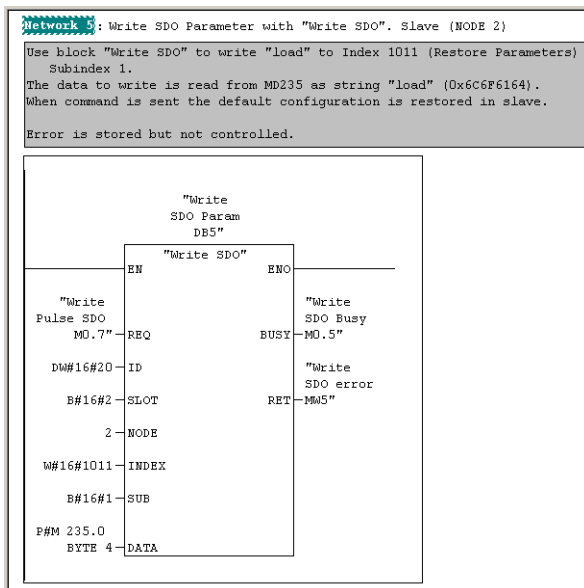 Network 5: Write SDO Parameter with "Write SDO". Slave (NODE 2)
Use block "Write SDO" to write "load" to Index 1011 (Restore Parameters)
Subindex 1.
The data to write is read from MD235 as string "load" (0x6C6F6164).
When command is sent the default configuration is restored in slave.
Error is stored but not controlled.
"Write
SDO Param
DB5"
"Write SDO"
EN ENO
"Write
Pulse SDO
M0.7" REQ
"Write
SDO Busy
BUSY M0.5"
DW#16#20 ID
"Write
SDO error
RET MW5"
B#16#2 SLOT
2 NODE
W#16#1011 INDEX
B#16#1 SUB
P#M 235.0
BYTE 4 DATA